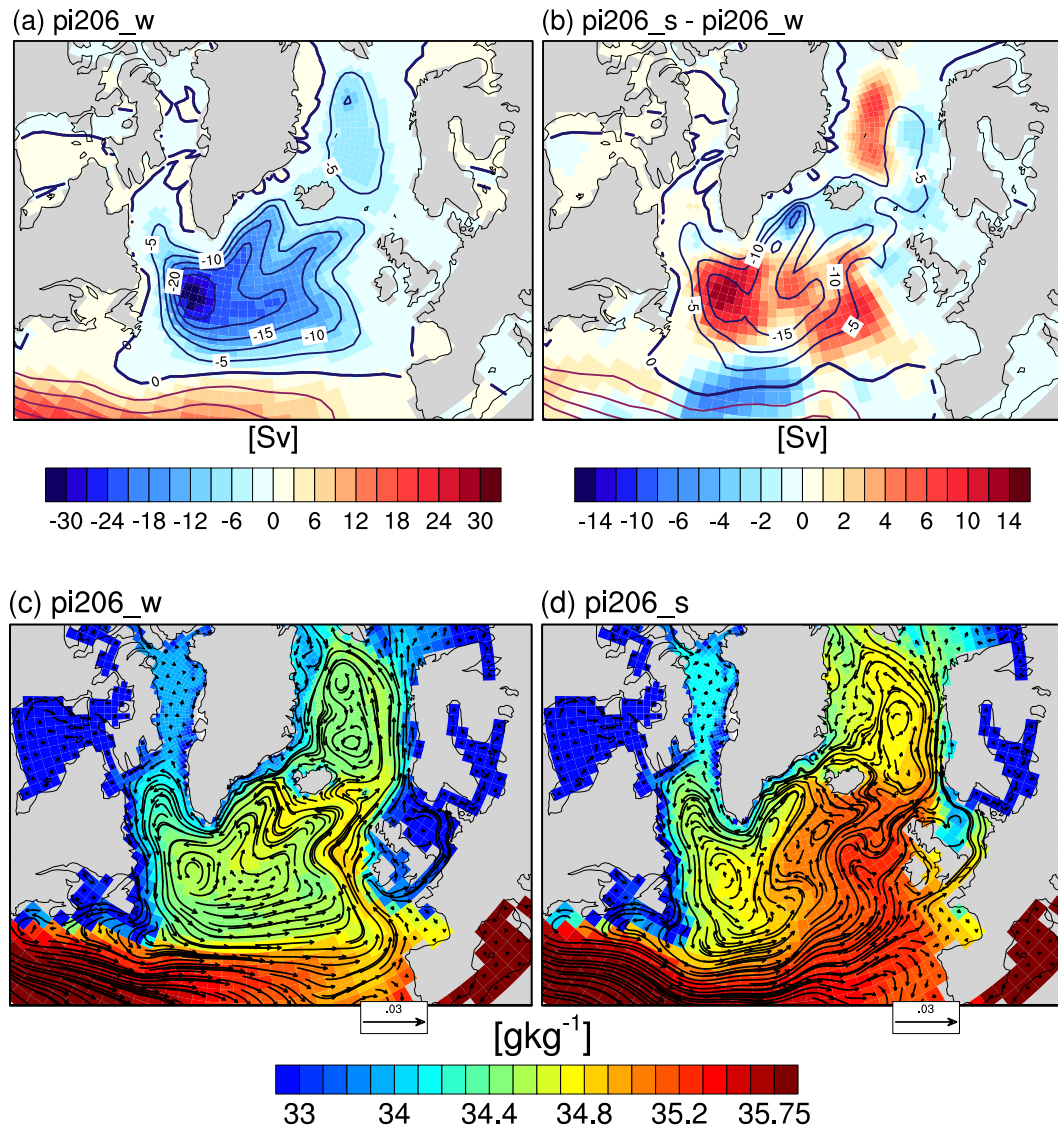 (a) pi206_w
(b) pi206_s - pi206_w
-5
-5
-10
-20
-15
-10
-5
0
-5
-10
-10
-5
-5
-15
0
[Sv]
[Sv]
-30 -24 -18 -12 -6 0 6 12 18 24 30
-14 -10 -6 -4 -2 0 2 4 6 10 14
(c) pi206_w
(d) pi206_s
.03
.03
[gkg⁻¹]
33 34 34.4 34.8 35.2 35.75